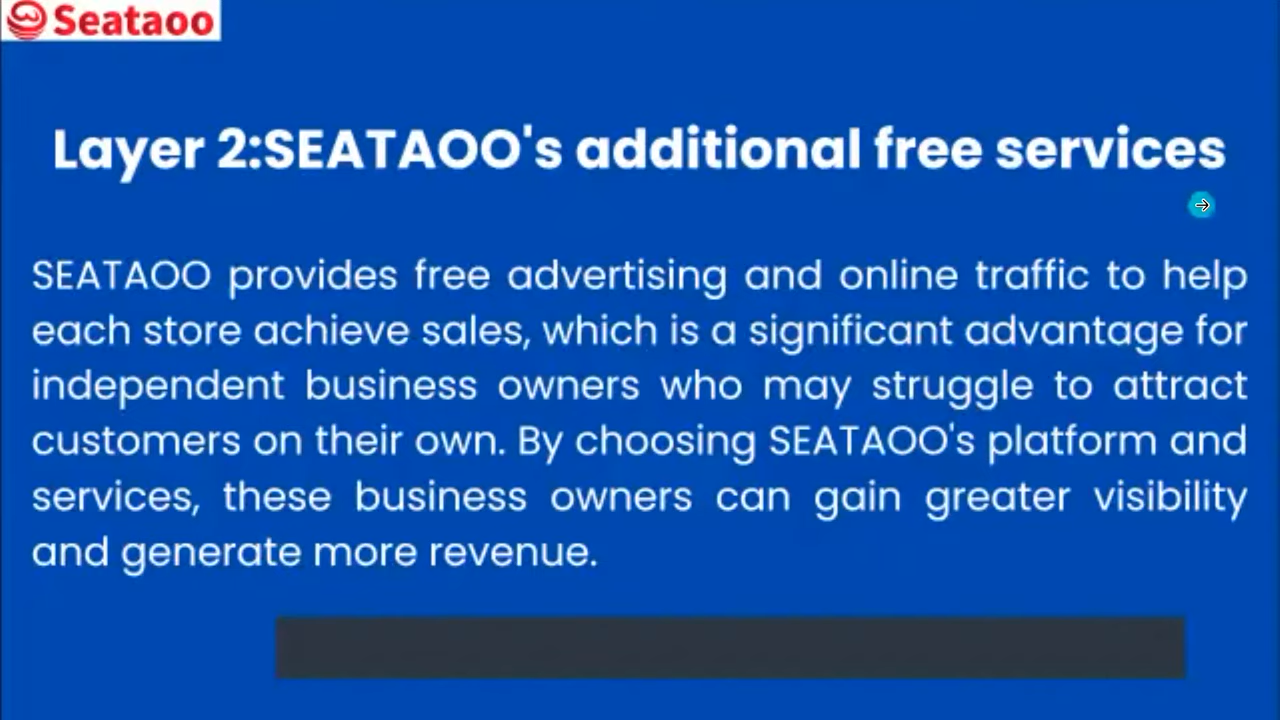 Seataoo
Layer 2:SEATAOO's additional free services
SEATAOO provides free advertising and online traffic to help
each store achieve sales, which is a significant advantage for
independent business owners who may struggle to attract
customers on their own. By choosing SEATAOO's platform and
services, these business owners can gain greater visibility
and generate more revenue.